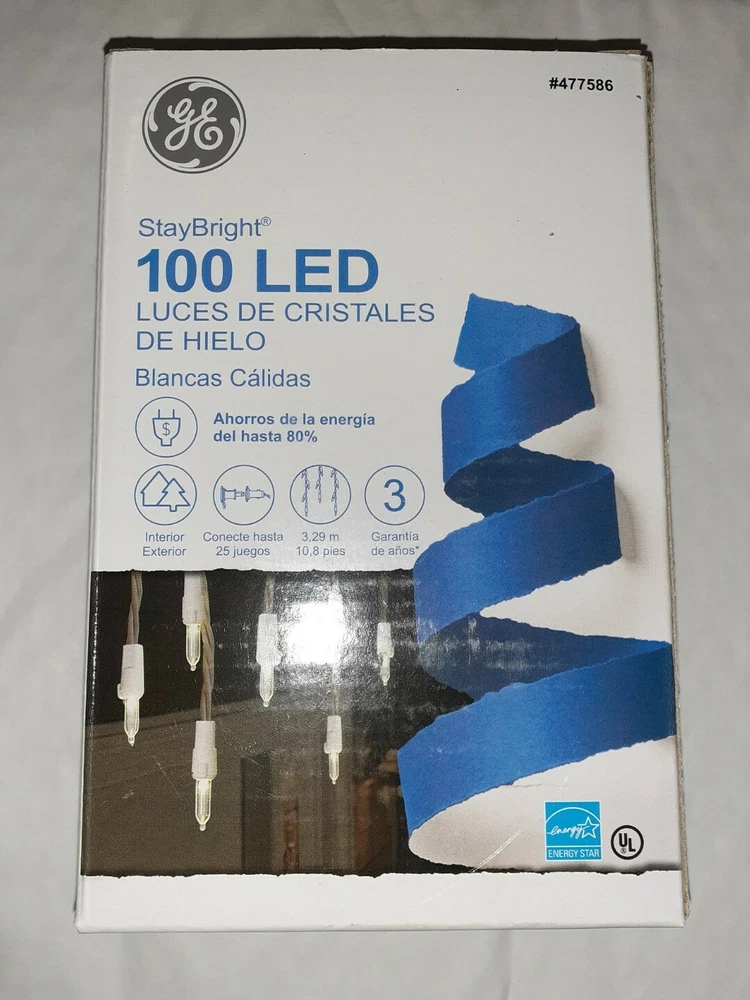 GE
#477586
StayBright®
100 LED
LUCES DE CRISTALES
DE HIELO
Blancas Cálidas
$
Ahorros de la energía
del hasta 80%
Interior
Exterior
Conecte hasta
25 juegos
3,29 m
10,8 pies
3
Garantía
de años*
energy
ENERGY STAR
UL